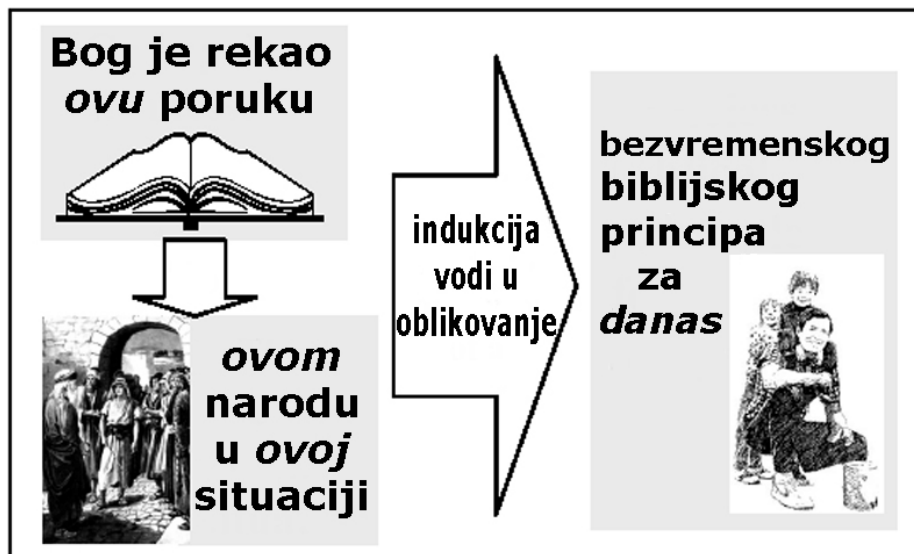 Bog je rekao
ovu poruku
ovom
narodu
u ovoj
situaciji
indukcija
vodi u
oblikovanje
bezvremenskog
biblijskog
principa
za
danas